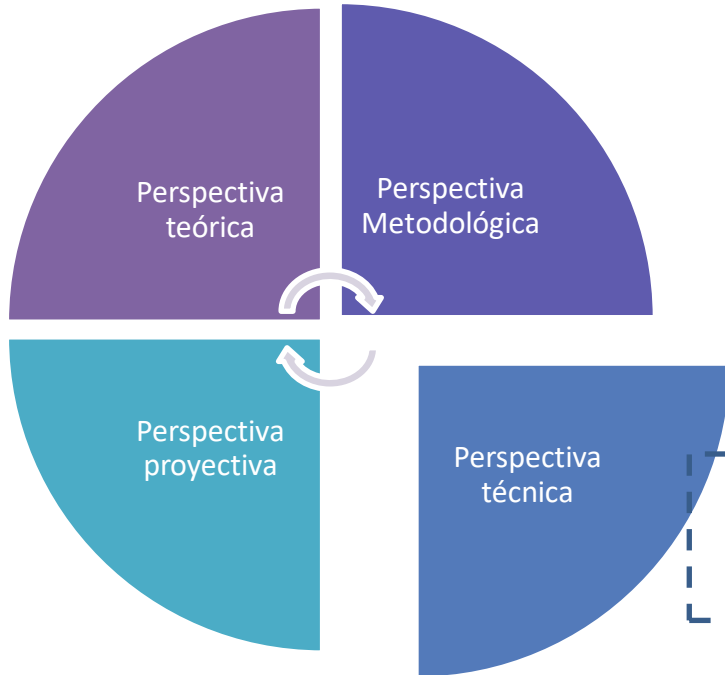 Perspectiva
teórica
Perspectiva
Metodológica
Perspectiva
proyectiva
Perspectiva
técnica